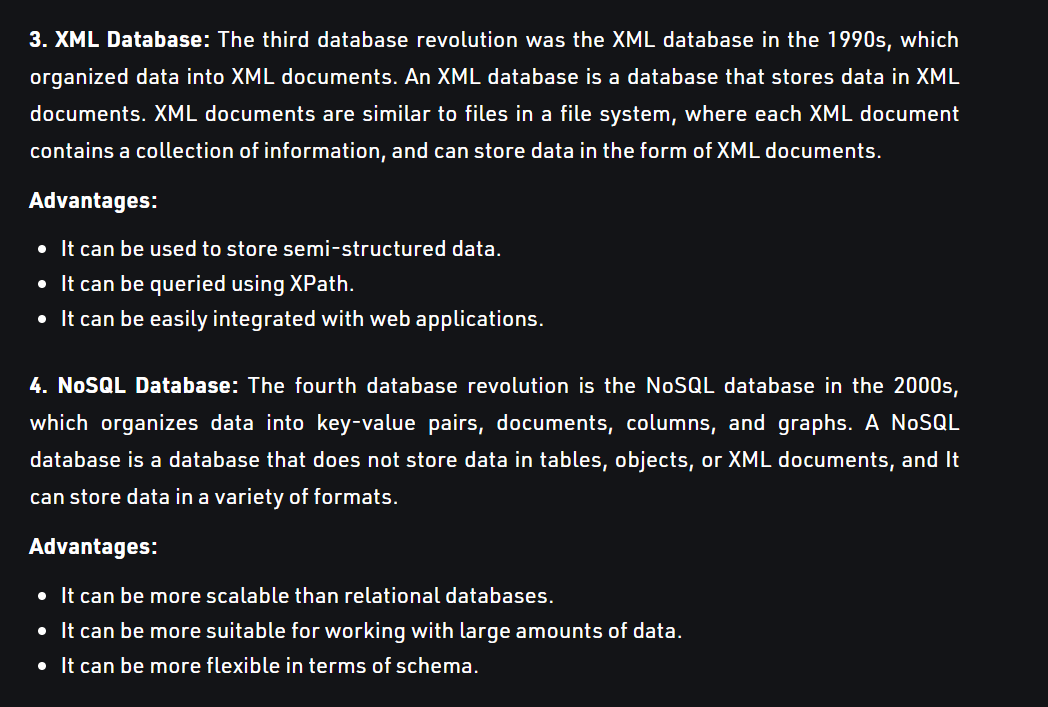 3. XML Database: The third database revolution was the XML database in the 1990s, which
organized data into XML documents. An XML database is a database that stores data in XML
documents. XML documents are similar to files in a file system, where each XML document
contains a collection of information, and can store data in the form of XML documents.
Advantages:
• It can be used to store semi-structured data.
• It can be queried using XPath.
• It can be easily integrated with web applications.
4. NoSQL Database: The fourth database revolution is the NoSQL database in the 2000s,
which organizes data into key-value pairs, documents, columns, and graphs. A NoSQL
database is a database that does not store data in tables, objects, or XML documents, and It
can store data in a variety of formats.
Advantages:
• It can be more scalable than relational databases.
• It can be more suitable for working with large amounts of data.
• It can be more flexible in terms of schema.